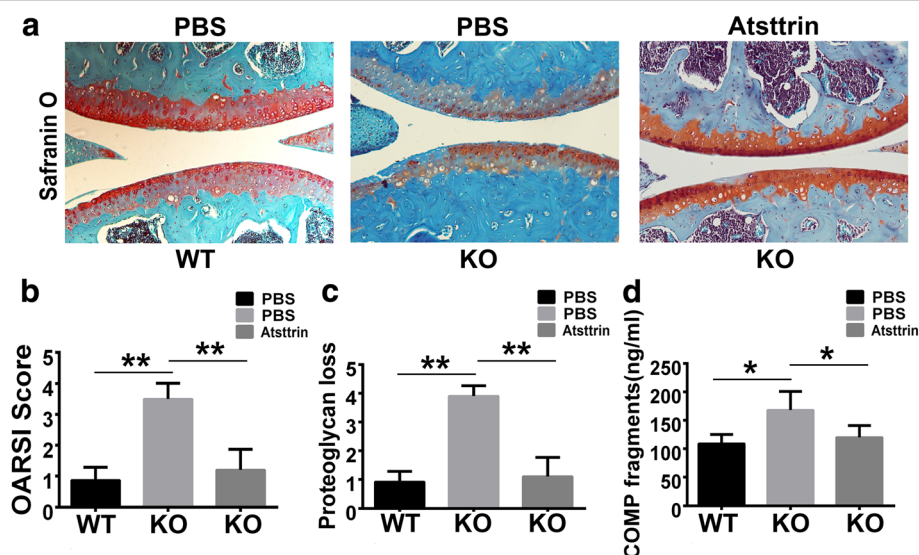 a
PBS
PBS
Atsttrin
Safranin O
WT
KO
KO
b
PBS
PBS
Atsttrin
OARSI Score
5
4
3
2
1
0
**
**
WT
KO
KO
c
PBS
PBS
Atsttrin
Proteoglycan loss
5
4
3
2
1
0
**
**
WT
KO
KO
d
PBS
PBS
Atsttrin
COMP fragments(ng/ml)
250
200
150
100
50
0
*
*
WT
KO
KO